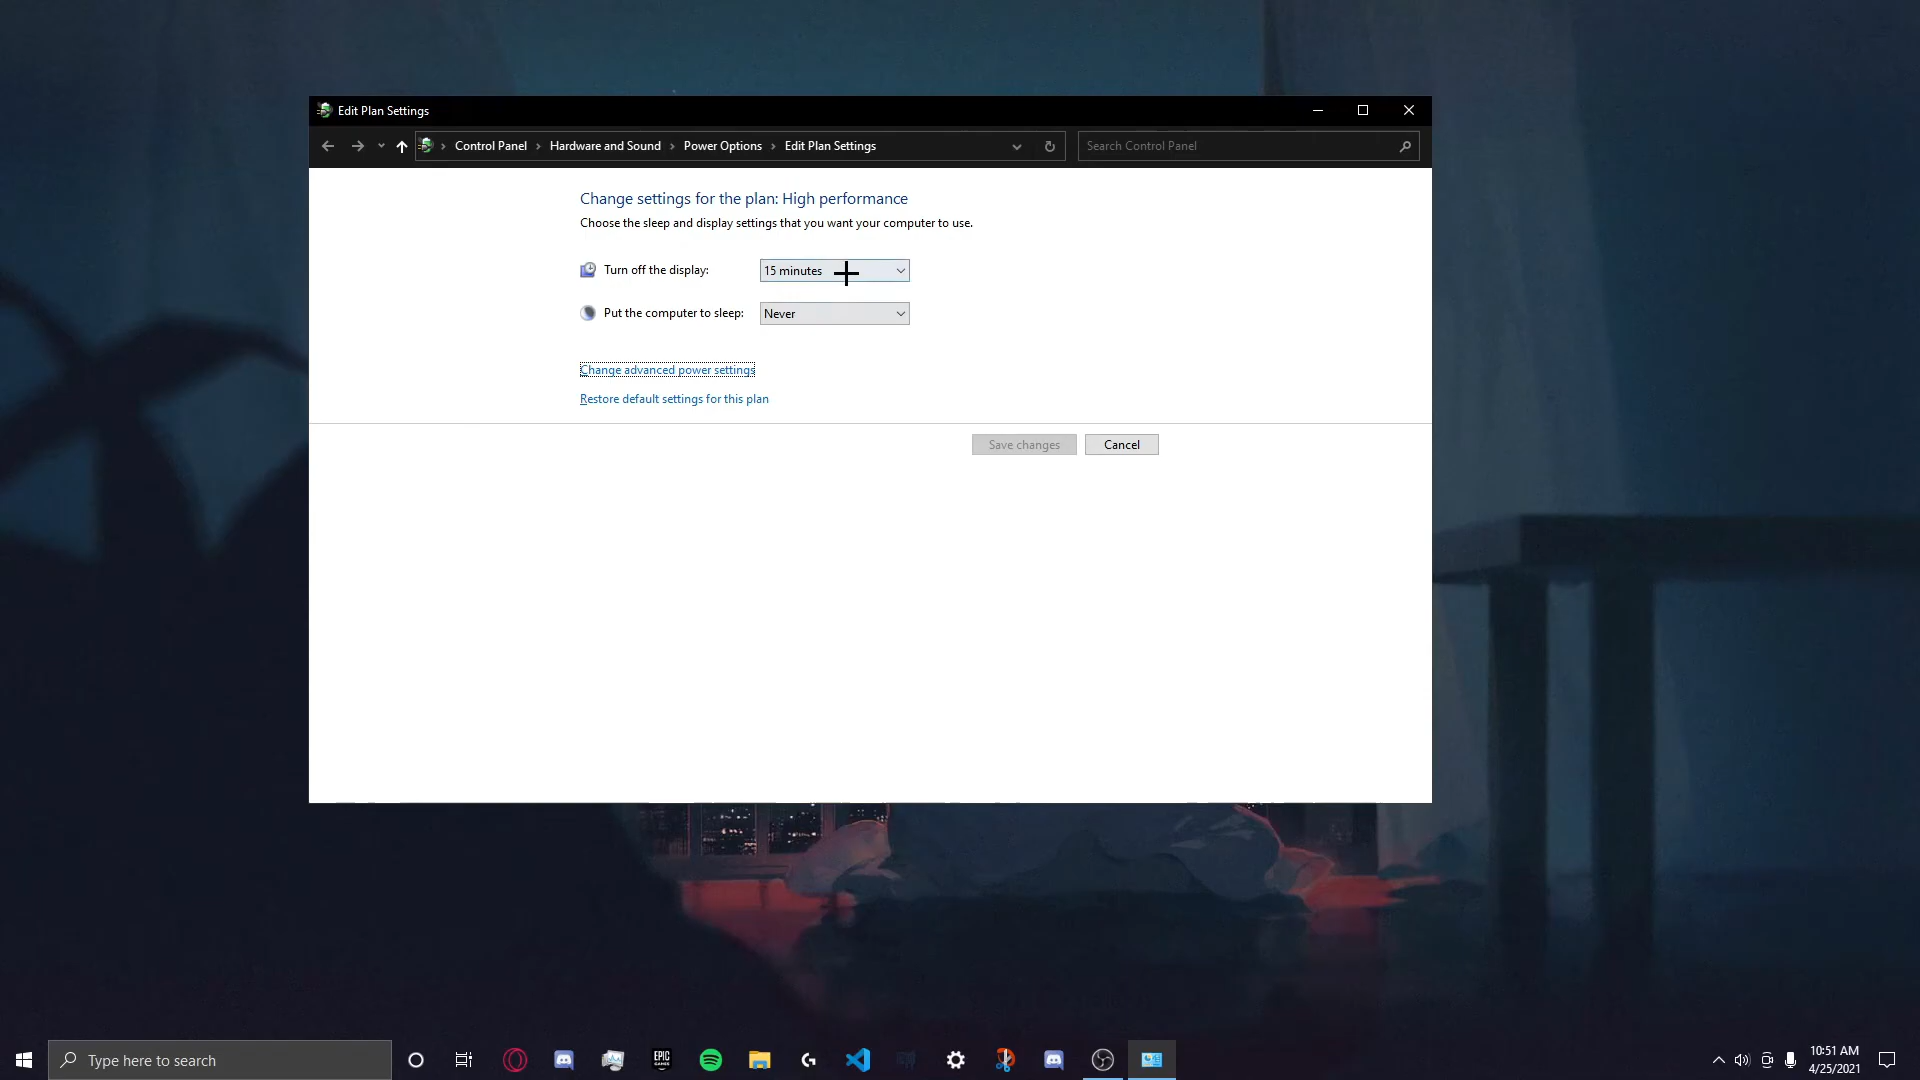 Edit Plan Settings
Control Panel > Hardware and Sound > Power Options > Edit Plan Settings
Search Control Panel
Change settings for the plan: High performance
Choose the sleep and display settings that you want your computer to use.
Turn off the display: 15 minutes
Put the computer to sleep: Never
Change advanced power settings
Restore default settings for this plan
Save changes Cancel
Type here to search
EPIC GAMES
10:51 AM
4/25/2021